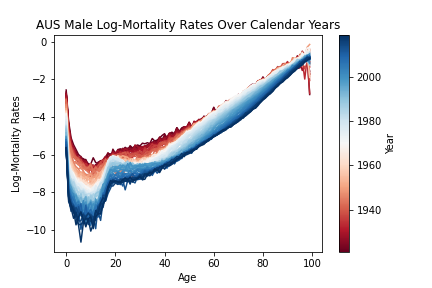 AUS Male Log-Mortality Rates Over Calendar Years
0
−2
−4
−6
−8
−10
Log-Mortality Rates
0 20 40 60 80 100
Age
2000
1980
1960
1940
Year